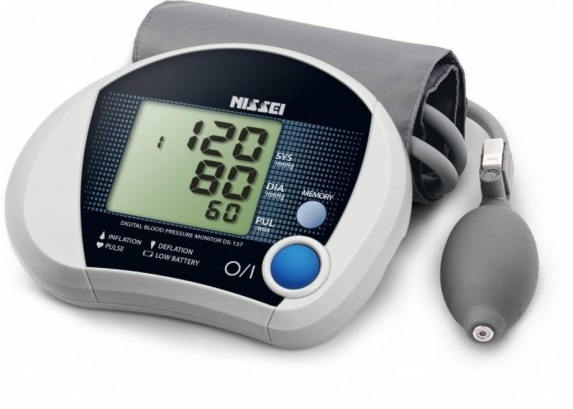 NISSEI
1 120
SYS
mmHg
80
DIA
mmHg
MEMORY
60
PUL
/min
DIGITAL BLOOD PRESSURE MONITOR DS-137
INFLATION
DEFLATION
PULSE
LOW BATTERY
O/I